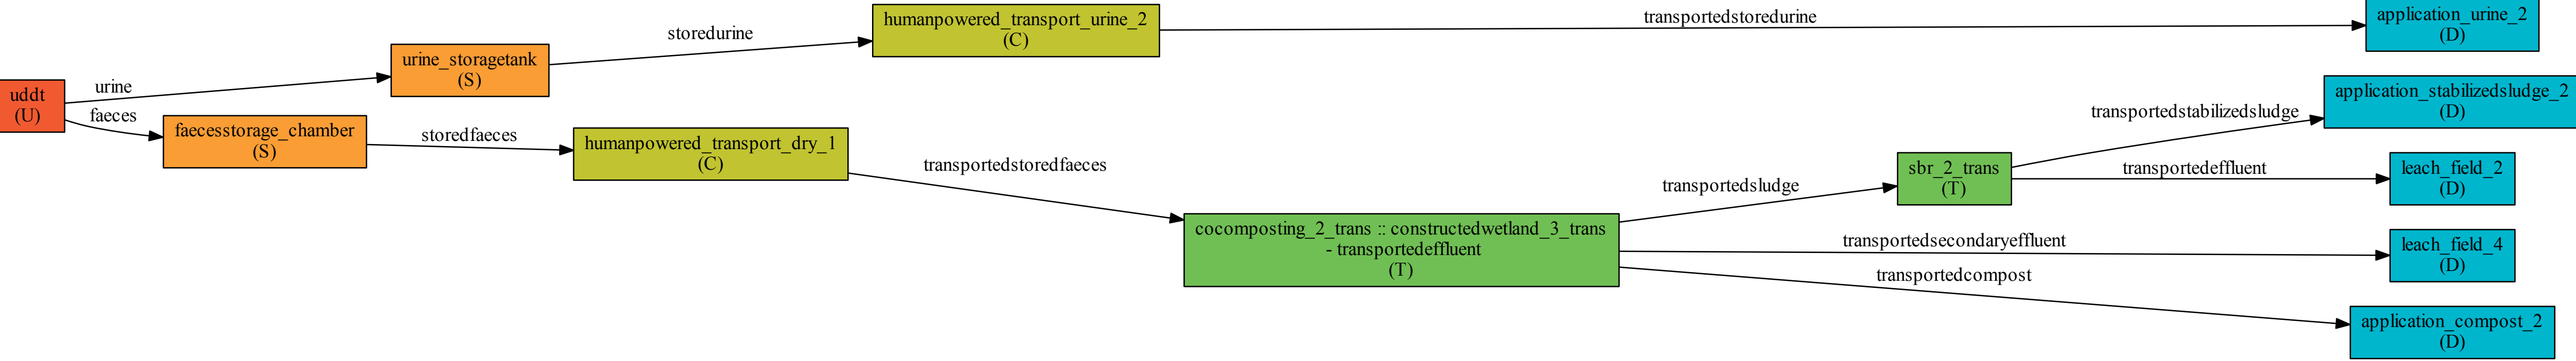 uddt
(U)
urine
faeces
urine_storagetank
(S)
faecesstorage_chamber
(S)
storedurine
storedfaeces
humanpowered_transport_urine_2
(C)
humanpowered_transport_dry_1
(C)
transportedstoredurine
transportedstoredfaeces
cocomposting_2_trans :: constructedwetland_3_trans
- transportedeffluent
(T)
transportedsludge
transportedsecondaryeffluent
transportedcompost
sbr_2_trans
(T)
transportedstabilizedsludge
transportedeffluent
application_urine_2
(D)
application_stabilizedsludge_2
(D)
leach_field_2
(D)
leach_field_4
(D)
application_compost_2
(D)